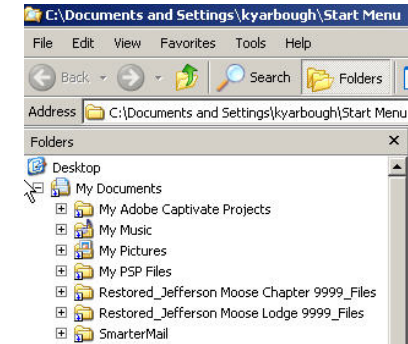 C:\Documents and Settings\kyarbough\Start Menu
File Edit View Favorites Tools Help
Back Search Folders
Address C:\Documents and Settings\kyarbough\Start Menu
Folders
Desktop
My Documents
My Adobe Captivate Projects
My Music
My Pictures
My PSP Files
Restored_Jefferson Moose Chapter 9999_Files
Restored_Jefferson Moose Lodge 9999_Files
SmarterMail